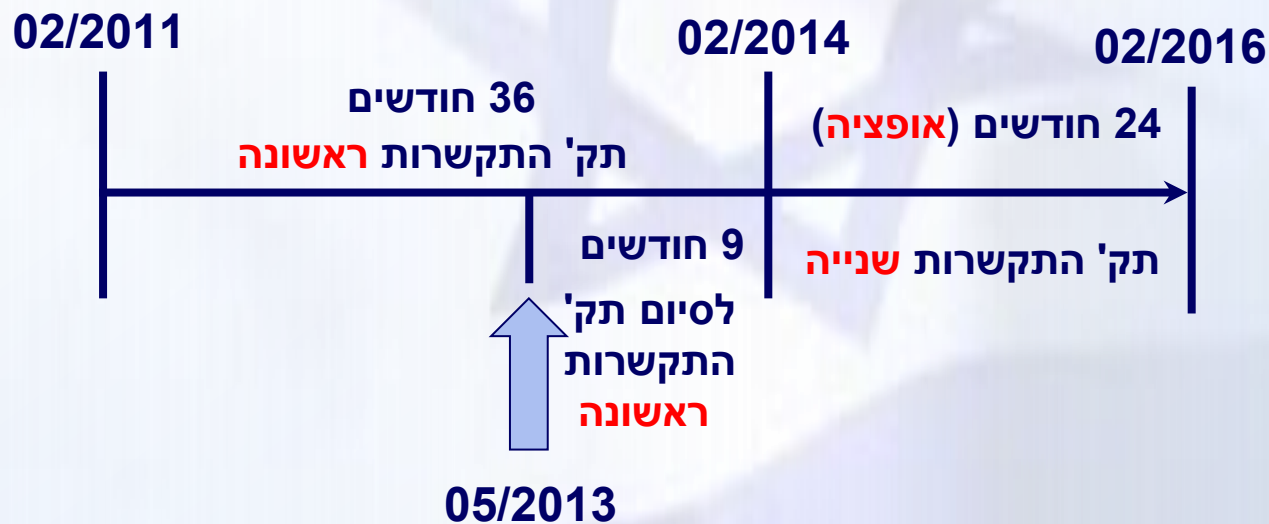 02/2011
02/2014
02/2016
36 חודשים
תק' התקשרות ראשונה
24 חודשים (אופציה)
9 חודשים
לסיום תק'
התקשרות
ראשונה
תק' התקשרות שנייה
05/2013